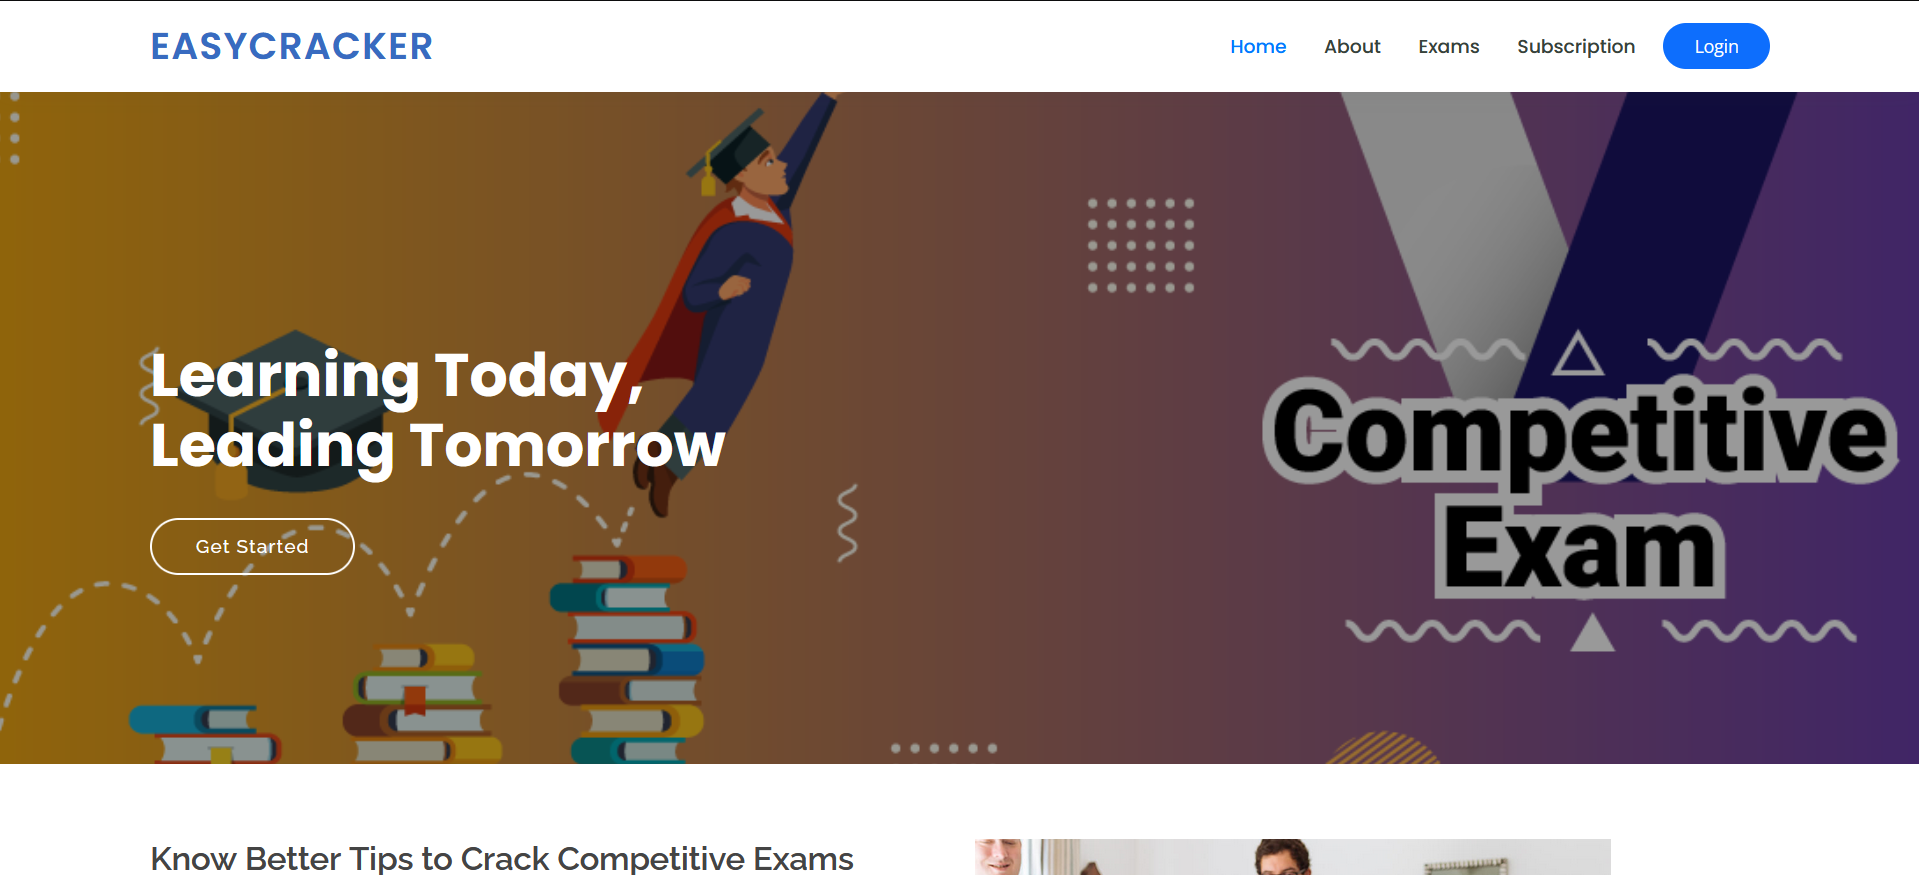 EASYCRACKER
Home About Exams Subscription Login
Learning Today,
Leading Tomorrow
Get Started
Competitive
Exam
Know Better Tips to Crack Competitive Exams